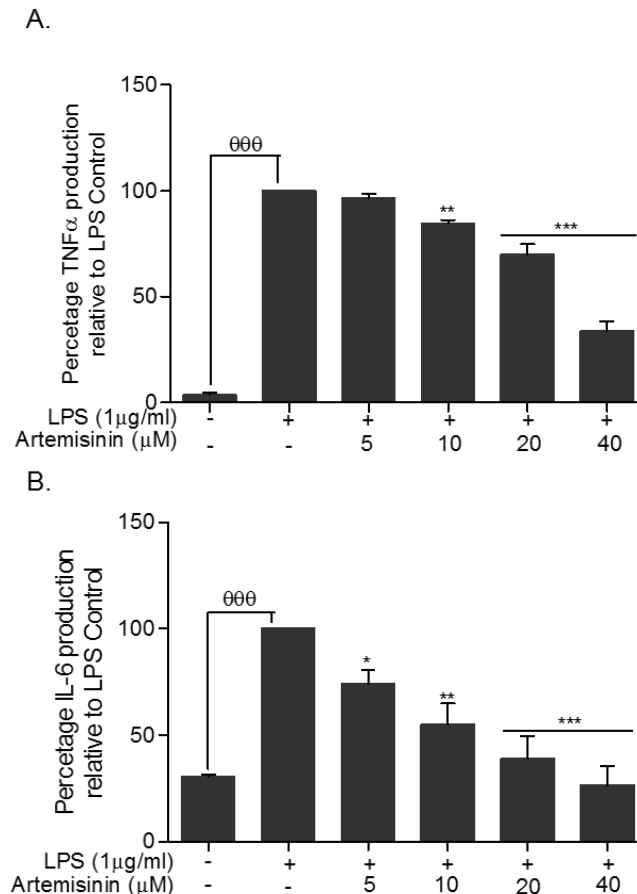 A.
Percetage TNFα production
relative to LPS Control
150
100
50
0
θθθ
**
***
LPS (1μg/ml) - + + + + +
Artemisinin (μM) - - 5 10 20 40
B.
Percetage IL-6 production
relative to LPS Control
150
100
50
0
θθθ
*
**
***
LPS (1μg/ml) - + + + + +
Artemisinin (μM) - - 5 10 20 40